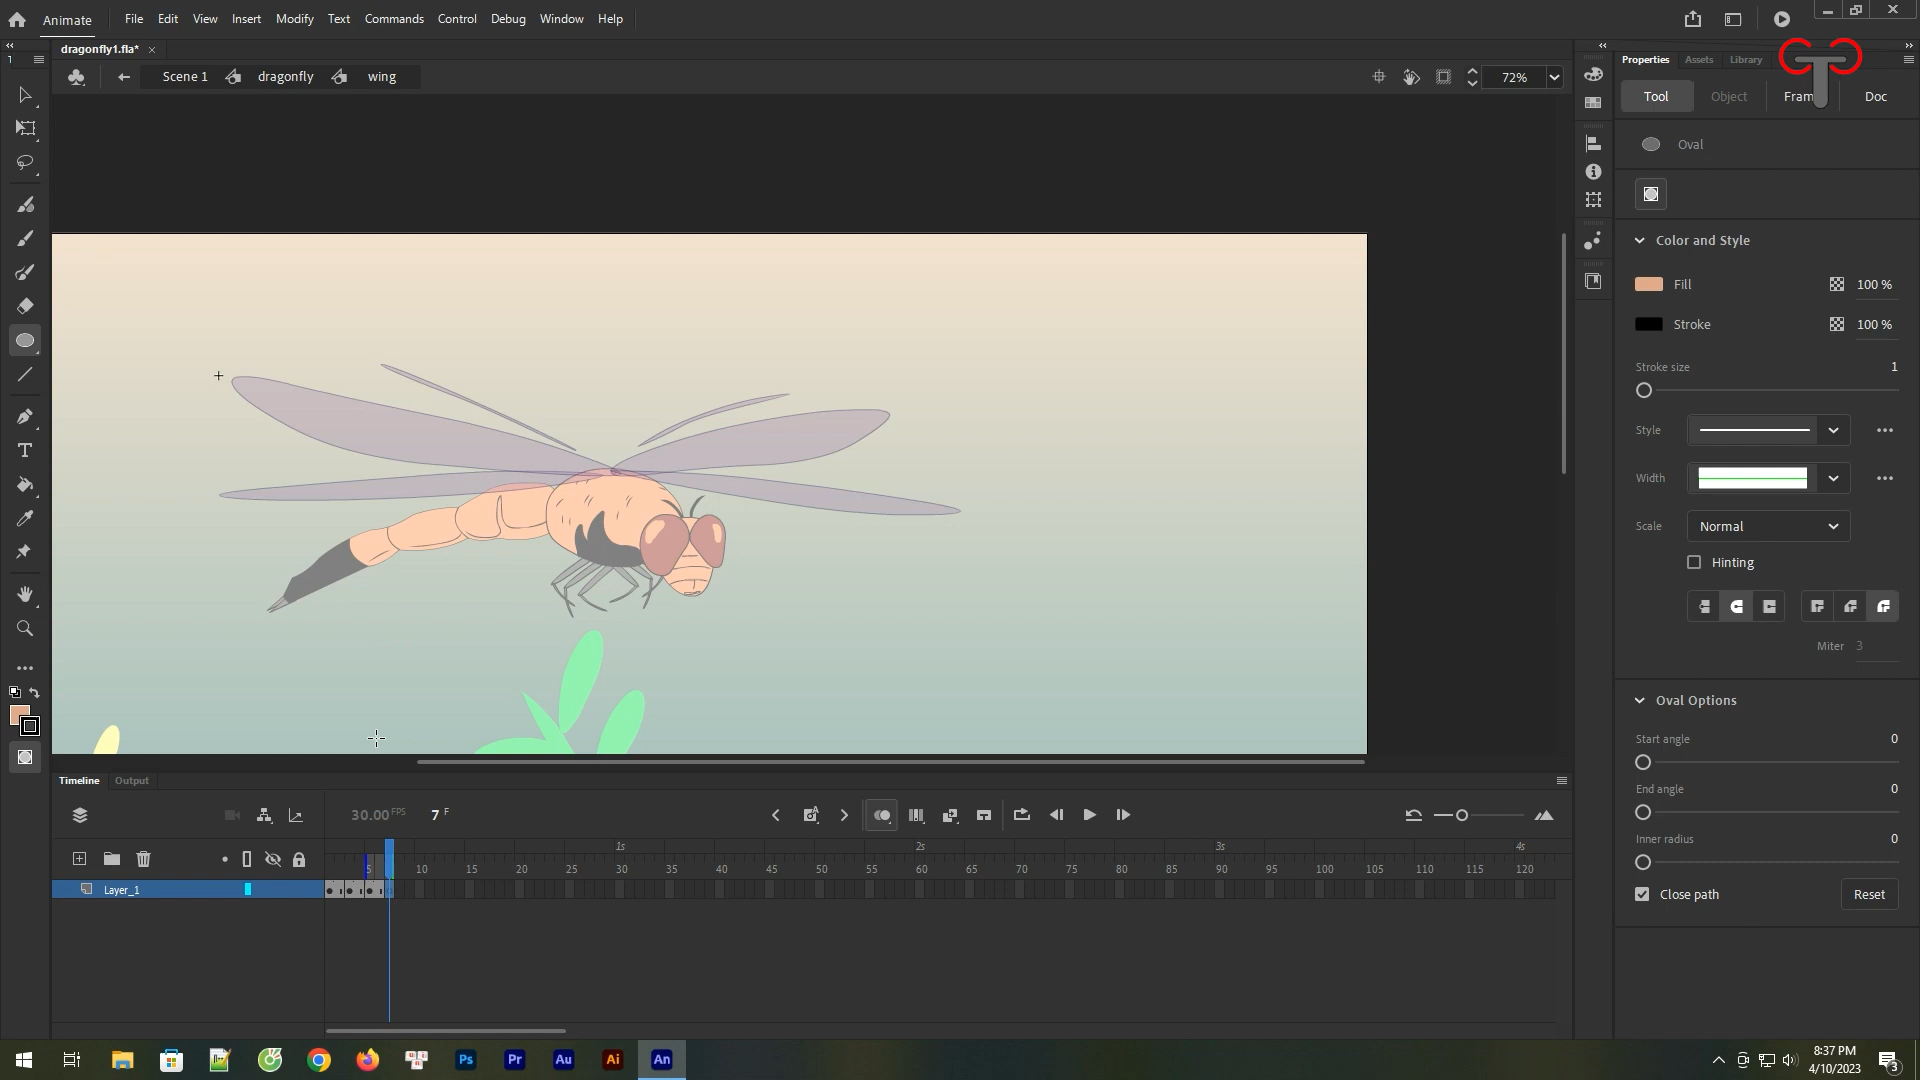 Animate File Edit View Insert Modify Text Commands Control Debug Window Help
dragonfly1.fla*
Scene 1 dragonfly wing 72%
Properties Assets Library
Tool Object Fram Doc
Oval
Color and Style
Fill 100 %
Stroke 100 %
Stroke size 1
Style
Width
Scale Normal
Hinting
Miter 3
Oval Options
Start angle 0
End angle 0
Inner radius 0
Close path Reset
Timeline Output
30.00 FPS 7 F
1s 2s 3s 4s
5 10 15 20 25 30 35 40 45 50 55 60 65 70 75 80 85 90 95 100 105 110 115 120
Layer_1
Ps Pr Au Ai An
8:37 PM
4/10/2023
3